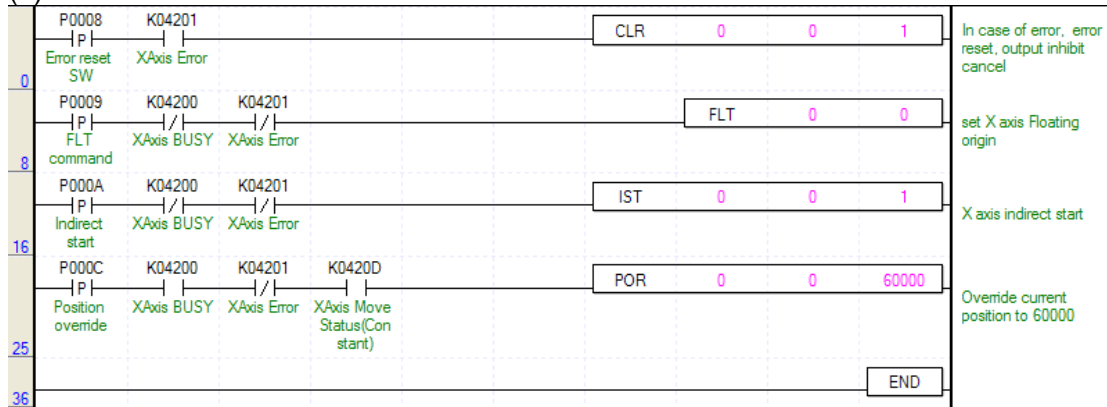 P0008 K04201
P CLR 0 0 1
Error reset SW XAxis Error
In case of error, error
reset, output inhibit
cancel
0
P0009 K04200 K04201
P FLT 0 0
FLT command XAxis BUSY XAxis Error
set X axis Floating
origin
8
P000A K04200 K04201
P IST 0 0 1
Indirect start XAxis BUSY XAxis Error
X axis indirect start
16
P000C K04200 K04201 K0420D
P POR 0 0 60000
Position override XAxis BUSY XAxis Error XAxis Move Status(Con stant)
Override current
position to 60000
25
END
36